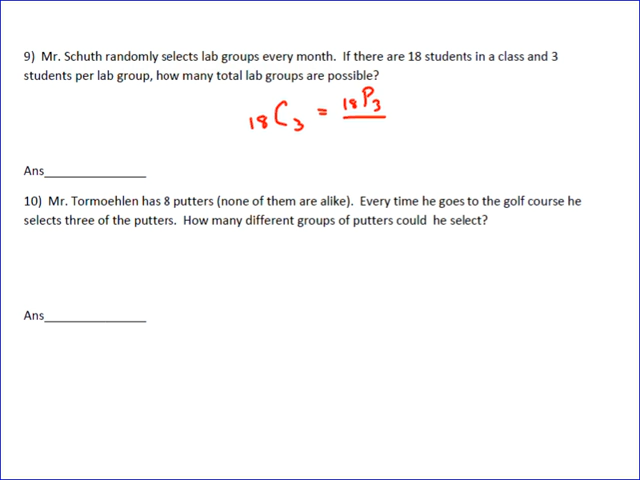 9) Mr. Schuth randomly selects lab groups every month. If there are 18 students in a class and 3
students per lab group, how many total lab groups are possible?
₁₈C₃ = ₁₈P₃
Ans________________
10) Mr. Tormoehlen has 8 putters (none of them are alike). Every time he goes to the golf course he
selects three of the putters. How many different groups of putters could he select?
Ans________________